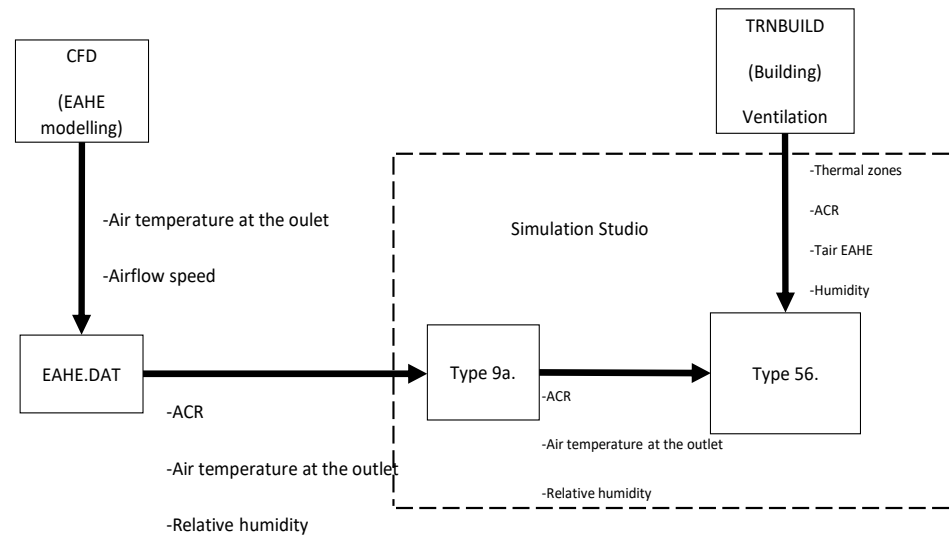 CFD
(EAHE
modelling)
TRNBUILD
(Building)
Ventilation
-Air temperature at the oulet
-Airflow speed
-Thermal zones
-ACR
-Tair EAHE
-Humidity
Simulation Studio
EAHE.DAT
Type 9a.
Type 56.
-ACR
-Air temperature at the outlet
-Relative humidity
-ACR
-Air temperature at the outlet
-Relative humidity